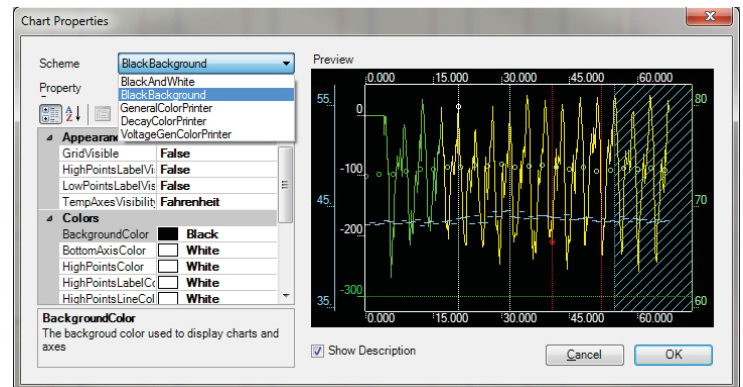 Chart Properties
Scheme
BlackBackground
BlackAndWhite
BlackBackground
GeneralColorPrinter
DecayColorPrinter
VoltageGenColorPrinter
Property
Appearan
GridVisible False
HighPointsLabelVi False
LowPointsLabelVis False
TempAxesVisibility Fahrenheit
Colors
BackgroundColor Black
BottomAxisColor White
HighPointsColor White
HighPointsLabelCo White
HighPointsLineCol White
BackgroundColor
The backgroud color used to display charts and
axes
Preview
0.000 15.000 30.000 45.000 60.000
55. 0 80
-100
45. 70
-200
-300
35. 60
0.000 15.000 30.000 45.000 60.000
Show Description
Cancel
OK